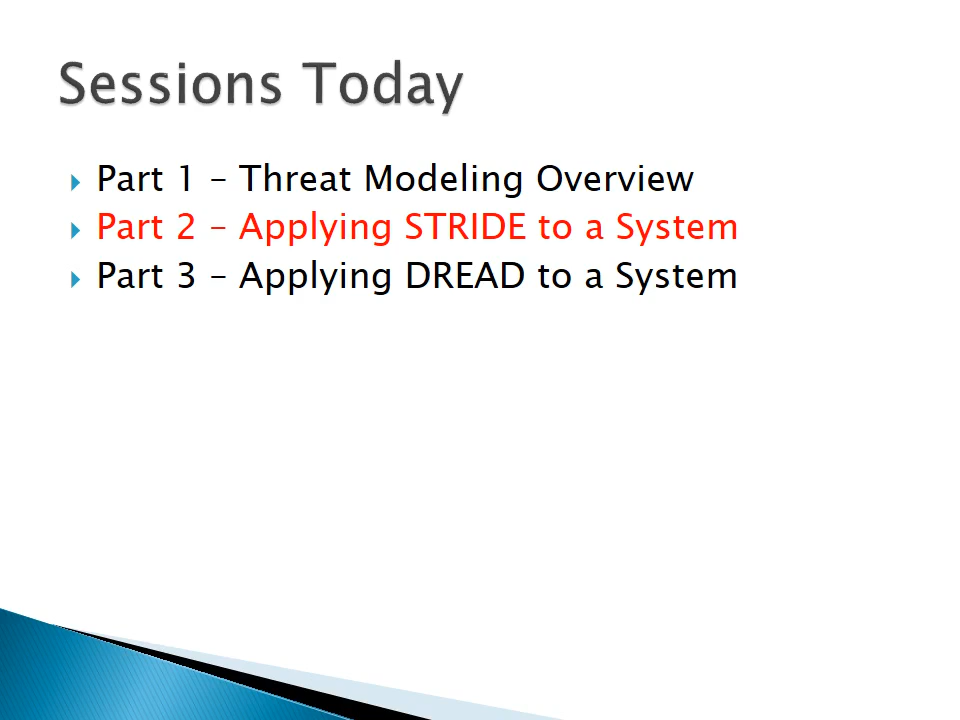 Sessions Today
Part 1 – Threat Modeling Overview
Part 2 – Applying STRIDE to a System
Part 3 – Applying DREAD to a System